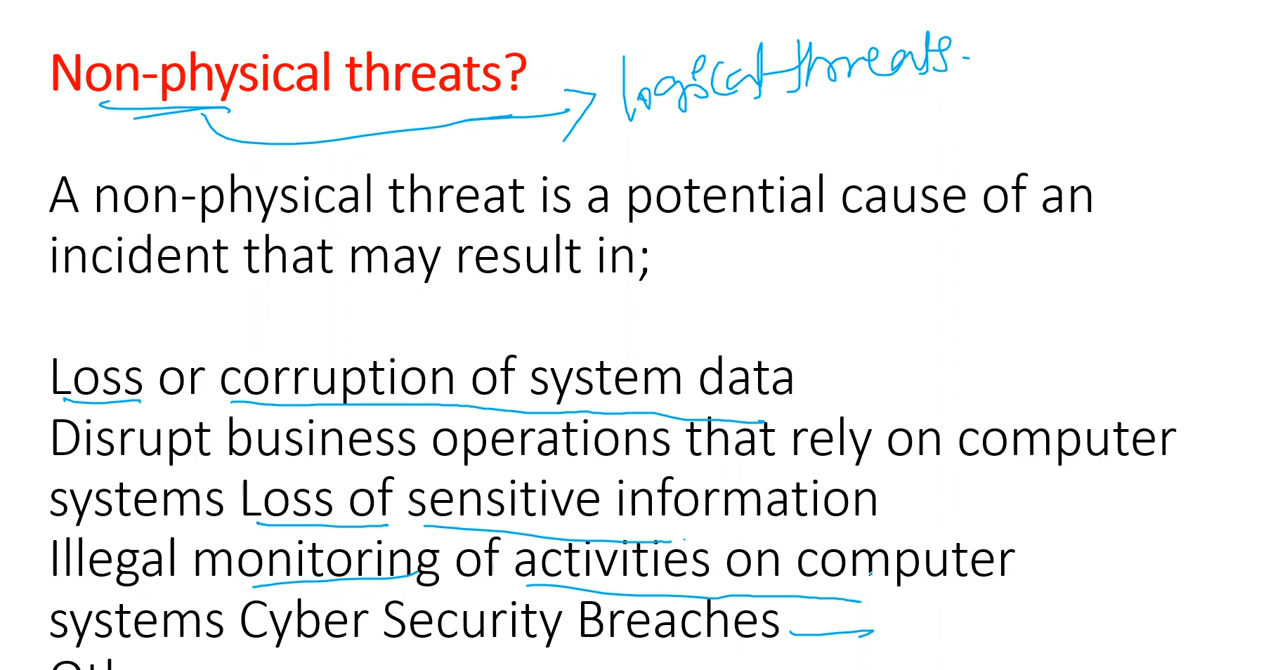 Non-physical threats?
logical threats.
A non-physical threat is a potential cause of an
incident that may result in;
Loss or corruption of system data
Disrupt business operations that rely on computer
systems Loss of sensitive information
Illegal monitoring of activities on computer
systems Cyber Security Breaches